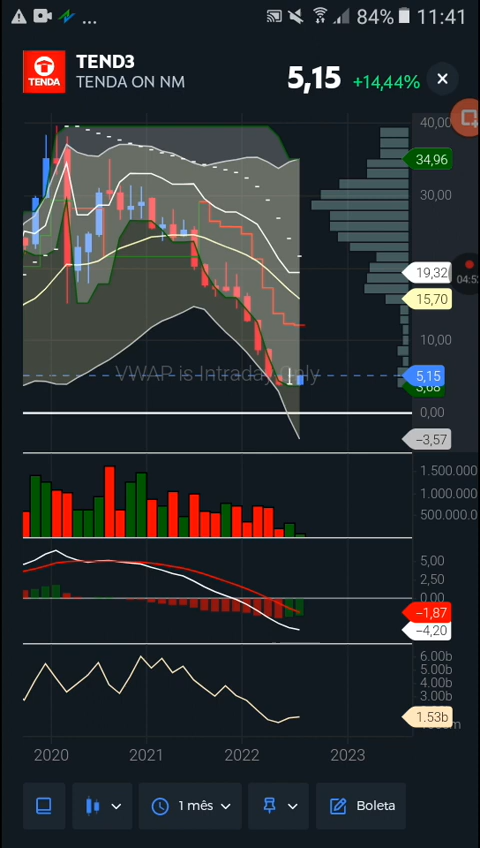 ... 84% 11:41
TENDA
TEND3
TENDA ON NM
5,15 +14,44%
40,00
34,96
30,00
19,32
04:5
15,70
10,00
VWAP is Intraday Only
5,15
3,68
0,00
−3,57
1.500.000
1.000.000
500.000.0
5,00
2,50
0.00
−1,87
−4,20
6.00b
5.00b
4.00b
3.00b
1.53b
2020 2021 2022 2023
1 mês
Boleta